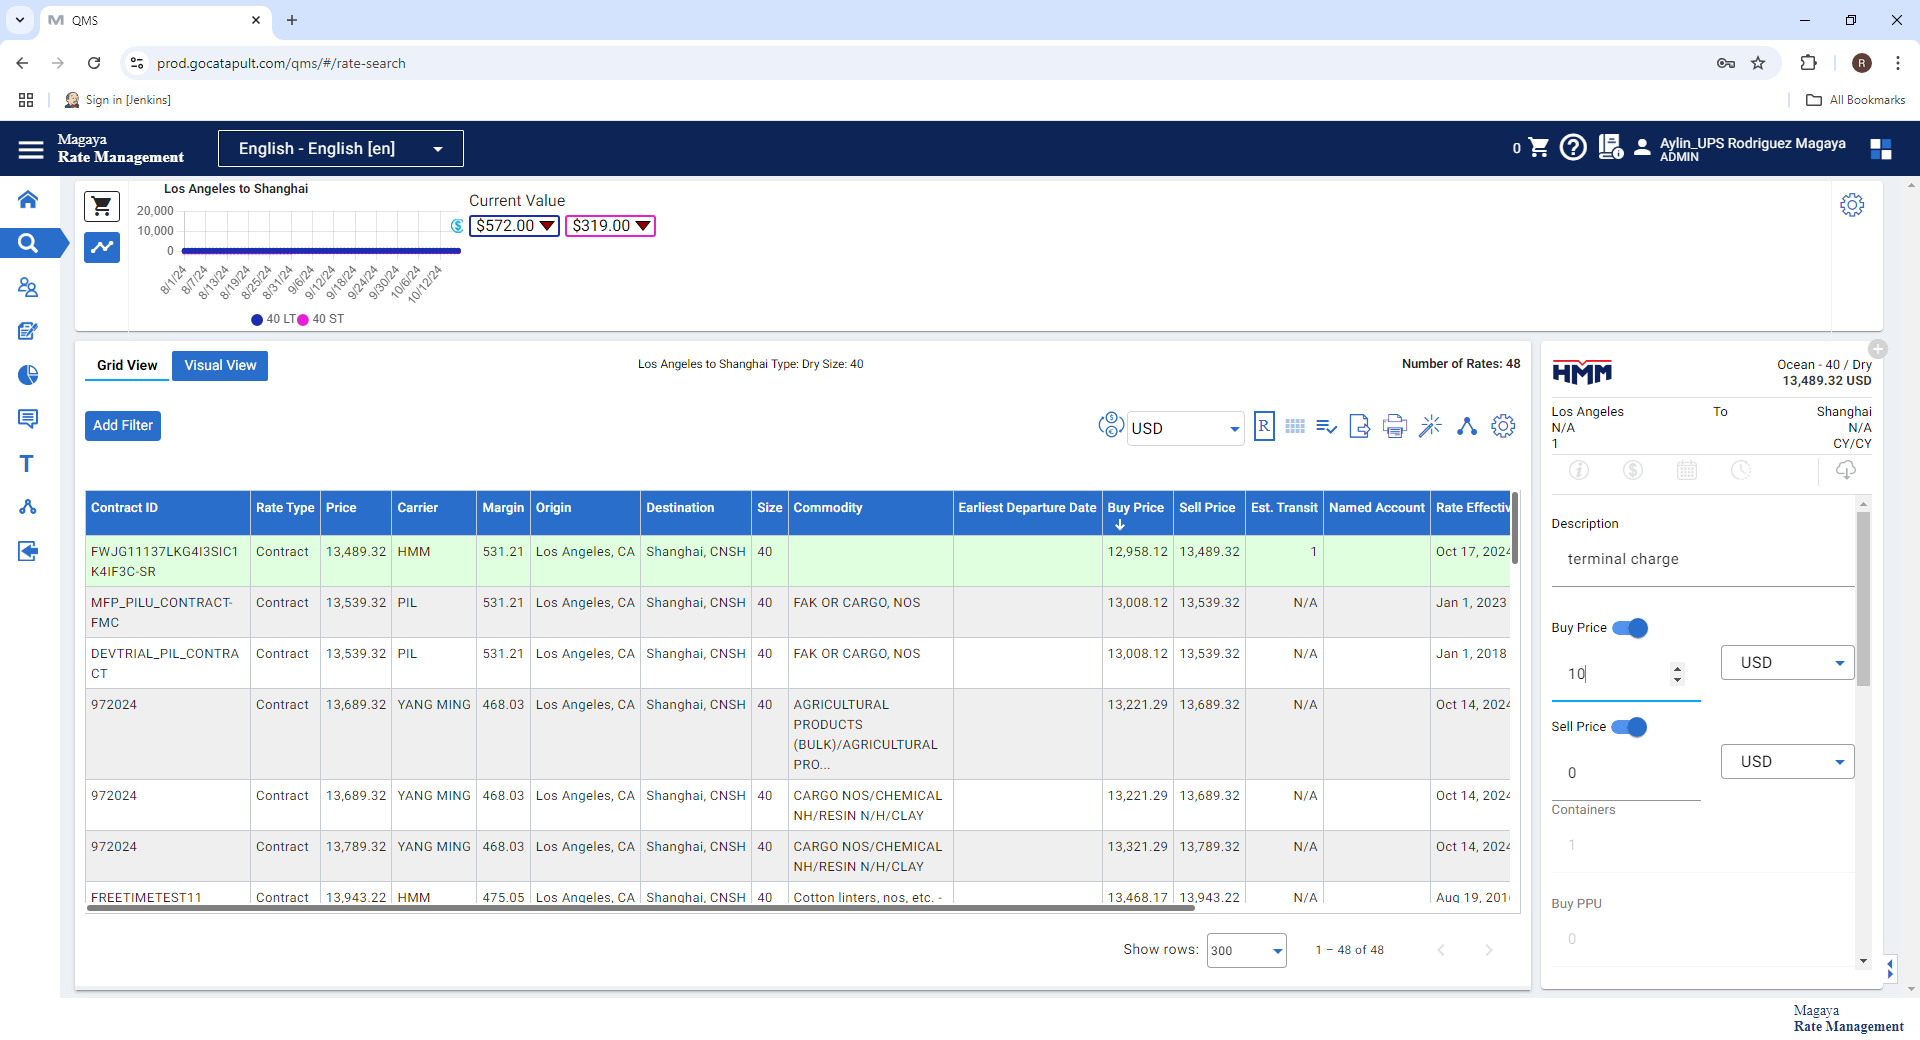 QMS
prod.gocatapult.com/qms/#/rate-search
R
Sign in [Jenkins]
All Bookmarks
Magaya
Rate Management
English - English [en]
0
Aylin_UPS Rodriguez Magaya
ADMIN
Los Angeles to Shanghai
20,000
10,000
0
8/1/24 8/7/24 8/13/24 8/19/24 8/25/24 8/31/24 9/6/24 9/12/24 9/18/24 9/24/24 9/30/24 10/6/24 10/12/24
40 LT 40 ST
Current Value
$572.00 $319.00
Grid View
Visual View
Los Angeles to Shanghai Type: Dry Size: 40
Number of Rates: 48
Add Filter
USD
R
Contract ID Rate Type Price Carrier Margin Origin Destination Size Commodity Earliest Departure Date Buy Price Sell Price Est. Transit Named Account Rate Effectiv
FWJG11137LKG4I3SIC1 Contract 13,489.32 HMM 531.21 Los Angeles, CA Shanghai, CNSH 40 12,958.12 13,489.32 1 Oct 17, 2024
K4IF3C-SR
MFP_PILU_CONTRACT- Contract 13,539.32 PIL 531.21 Los Angeles, CA Shanghai, CNSH 40 FAK OR CARGO, NOS 13,008.12 13,539.32 N/A Jan 1, 2023
FMC
DEVTRIAL_PIL_CONTRA Contract 13,539.32 PIL 531.21 Los Angeles, CA Shanghai, CNSH 40 FAK OR CARGO, NOS 13,008.12 13,539.32 N/A Jan 1, 2018
CT
972024 Contract 13,689.32 YANG MING 468.03 Los Angeles, CA Shanghai, CNSH 40 AGRICULTURAL 13,221.29 13,689.32 N/A Oct 14, 2024
PRODUCTS
(BULK)/AGRICULTURAL
PRO...
972024 Contract 13,689.32 YANG MING 468.03 Los Angeles, CA Shanghai, CNSH 40 CARGO NOS/CHEMICAL 13,221.29 13,689.32 N/A Oct 14, 2024
NH/RESIN N/H/CLAY
972024 Contract 13,789.32 YANG MING 468.03 Los Angeles, CA Shanghai, CNSH 40 CARGO NOS/CHEMICAL 13,321.29 13,789.32 N/A Oct 14, 2024
NH/RESIN N/H/CLAY
FREETIMETEST11 Contract 13,943.22 HMM 475.05 Los Angeles, CA Shanghai, CNSH 40 Cotton linters, nos, etc. - 13,468.17 13,943.22 N/A Aug 19, 201
Show rows: 300 1 – 48 of 48
HMM
Ocean - 40 / Dry
13,489.32 USD
Los Angeles To Shanghai
N/A N/A
1 CY/CY
Description
terminal charge
Buy Price
10 USD
Sell Price
0 USD
Containers
1
Buy PPU
0
Magaya
Rate Management